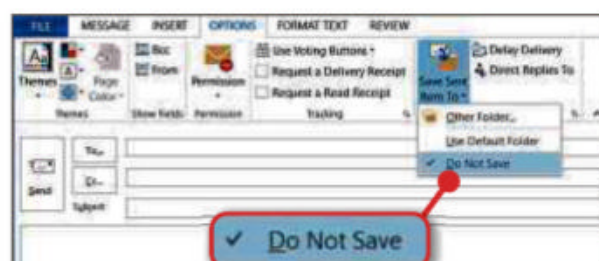 FILE MESSAGE INSERT OPTIONS FORMAT TEXT REVIEW
Aa Bcc Use Voting Buttons Delay Delivery
Themes Page Color From Permission Request a Delivery Receipt Save Sent Item To Direct Replies To
Request a Read Receipt
Themes Show Fields Permission Tracking
Other Folder...
Use Default Folder
Do Not Save
Send
To...
Cc...
Subject
Do Not Save